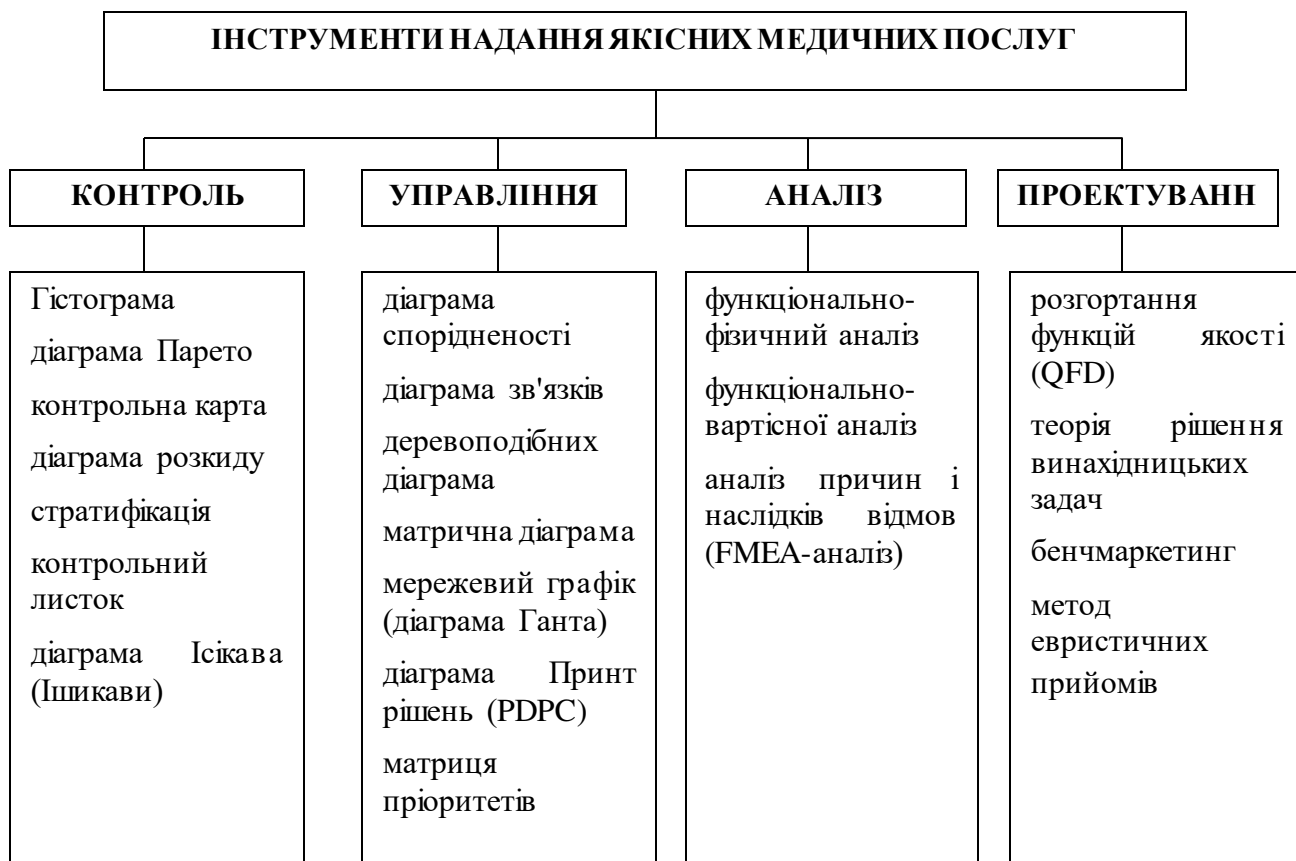 ІНСТРУМЕНТИ НАДАННЯ ЯКІСНИХ МЕДИЧНИХ ПОСЛУГ
КОНТРОЛЬ
Гістограма
діаграма Парето
контрольна карта
діаграма розкиду
стратифікація
контрольний
листок
діаграма Ісікава
(Ішикави)
УПРАВЛІННЯ
діаграма
спорідненості
діаграма зв'язків
деревоподібних
діаграма
матрична діаграма
мережевий графік
(діаграма Ганта)
діаграма Принт
рішень (PDPC)
матриця
пріоритетів
АНАЛІЗ
функціонально-
фізичний аналіз
функціонально-
вартісної аналіз
аналіз причин і
наслідків відмов
(FMEA-аналіз)
ПРОЕКТУВАНН
розгортання
функцій якості
(QFD)
теорія рішення
винахідницьких
задач
бенчмаркетинг
метод
евристичних
прийомів